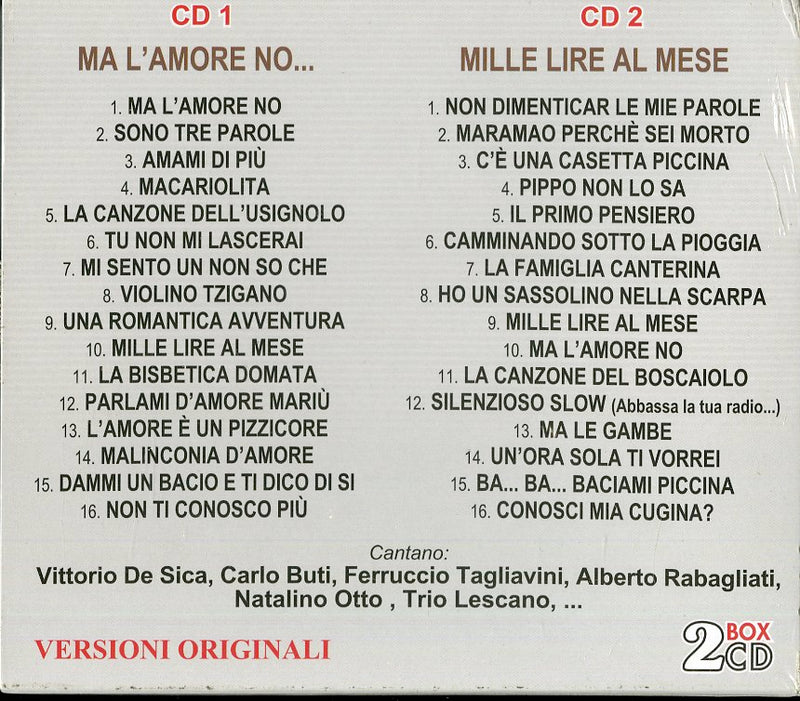 CD 1
MA L'AMORE NO...
1. MA L'AMORE NO
2. SONO TRE PAROLE
3. AMAMI DI PIÙ
4. MACARIOLITA
5. LA CANZONE DELL'USIGNOLO
6. TU NON MI LASCERAI
7. MI SENTO UN NON SO CHE
8. VIOLINO TZIGANO
9. UNA ROMANTICA AVVENTURA
10. MILLE LIRE AL MESE
11. LA BISBETICA DOMATA
12. PARLAMI D'AMORE MARIÙ
13. L'AMORE È UN PIZZICORE
14. MALINCONIA D'AMORE
15. DAMMI UN BACIO E TI DICO DI SI
16. NON TI CONOSCO PIÙ
CD 2
MILLE LIRE AL MESE
1. NON DIMENTICAR LE MIE PAROLE
2. MARAMAO PERCHÈ SEI MORTO
3. C'È UNA CASETTA PICCINA
4. PIPPO NON LO SA
5. IL PRIMO PENSIERO
6. CAMMINANDO SOTTO LA PIOGGIA
7. LA FAMIGLIA CANTERINA
8. HO UN SASSOLINO NELLA SCARPA
9. MILLE LIRE AL MESE
10. MA L'AMORE NO
11. LA CANZONE DEL BOSCAIOLO
12. SILENZIOSO SLOW (Abbassa la tua radio...)
13. MA LE GAMBE
14. UN'ORA SOLA TI VORREI
15. BA... BA... BACIAMI PICCINA
16. CONOSCI MIA CUGINA?
Cantano:
Vittorio De Sica, Carlo Buti, Ferruccio Tagliavini, Alberto Rabagliati,
Natalino Otto , Trio Lescano, ...
VERSIONI ORIGINALI
2 BOX
CD